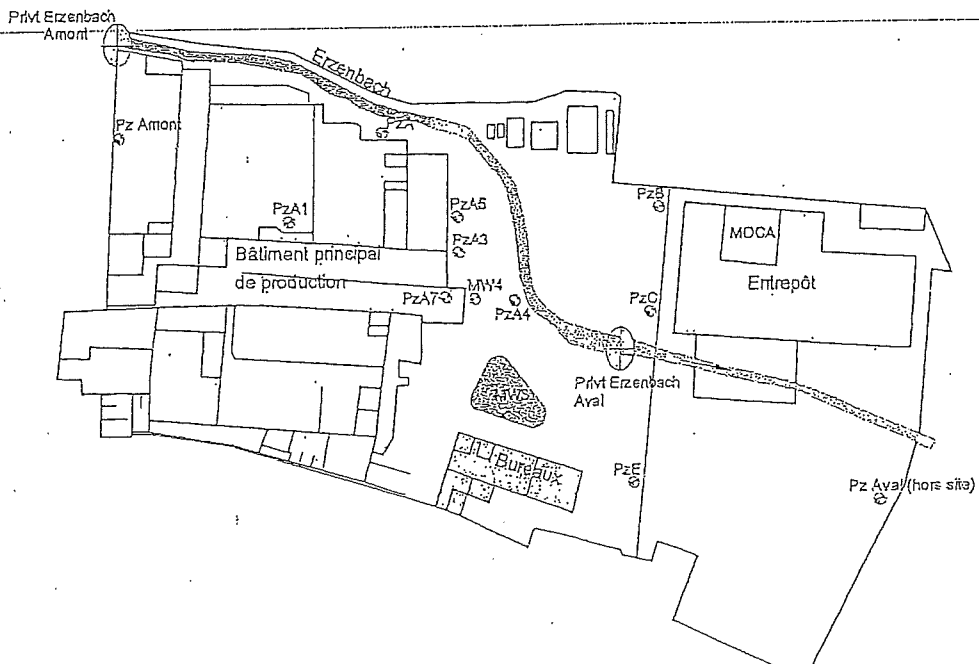 Prlvt Erzenbach
Amont
Erzenbach
Pz Amont
PzA
PzA1
PzA5
PzA3
PzB
MOCA
Entrepôt
Bâtiment principal
de production
PzA7
MW4
PzA4
PzC
Prlvt Erzenbach
Aval
Bureaux
PzE
Pz Aval (hors site)